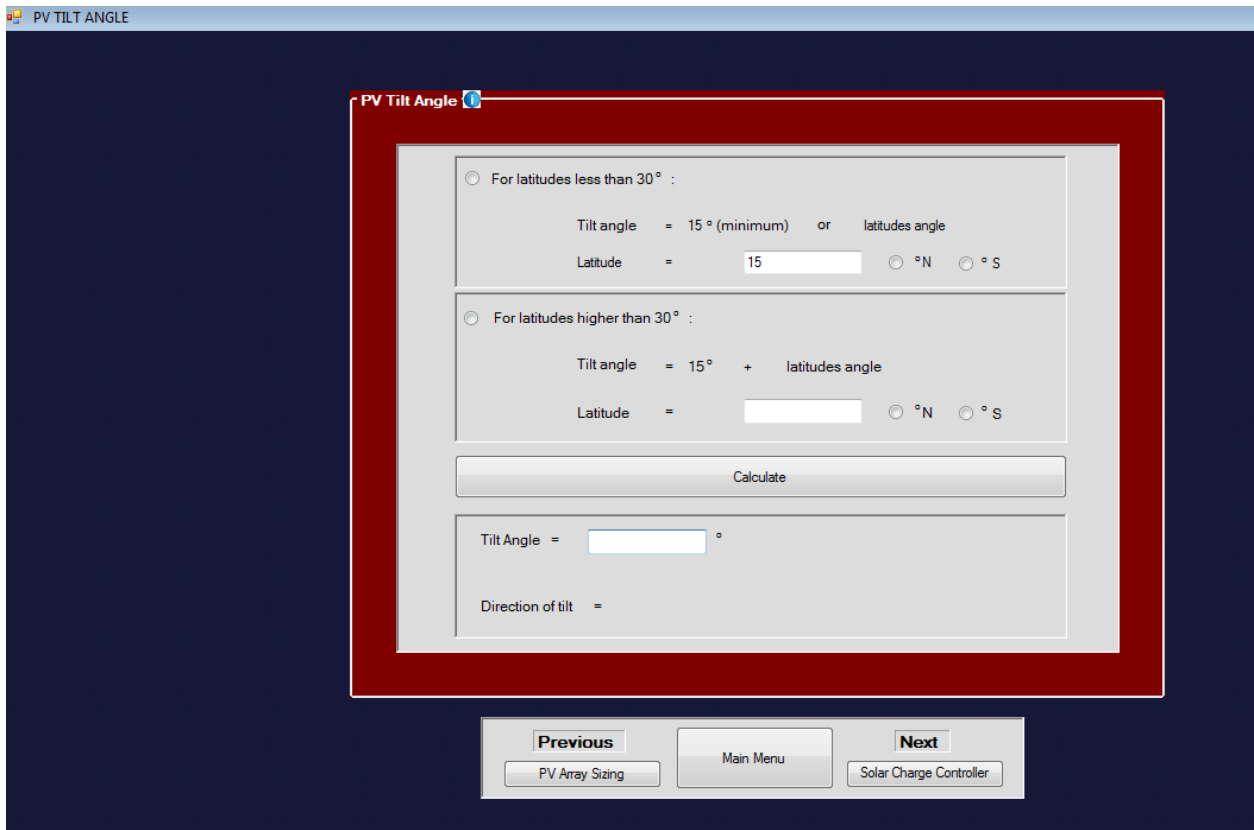 PV TILT ANGLE
PV Tilt Angle i
For latitudes less than 30° :
Tilt angle = 15 ° (minimum) or latitudes angle
Latitude = 15 °N ° S
For latitudes higher than 30° :
Tilt angle = 15° + latitudes angle
Latitude = °N ° S
Calculate
Tilt Angle = °
Direction of tilt =
Previous
PV Array Sizing
Main Menu
Next
Solar Charge Controller